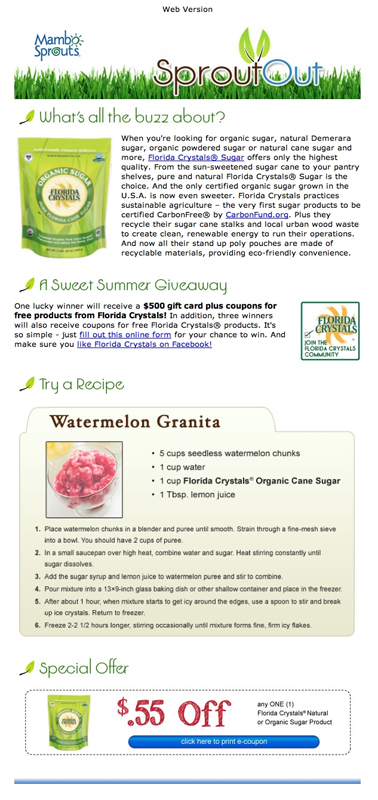 Web Version
Mambo
Sprouts
SproutOut
What's all the buzz about?
When you're looking for organic sugar, natural Demerara
sugar, organic powdered sugar or natural cane sugar and
more, Florida Crystals® Sugar offers only the highest
quality. From the sun-sweetened sugar cane to your pantry
shelves, pure and natural Florida Crystals® Sugar is the
choice. And the only certified organic sugar grown in the
U.S.A. is now even sweeter. Florida Crystals practices
sustainable agriculture – the very first sugar products to be
certified CarbonFree® by CarbonFund.org. Plus they
recycle their sugar cane stalks and local urban wood waste
to create clean, renewable energy to run their operations.
And now all their stand up poly pouches are made of
recyclable materials, providing eco-friendly convenience.
ORGANIC SUGAR
FLORIDA
CRYSTALS
A Sweet Summer Giveaway
One lucky winner will receive a $500 gift card plus coupons for
free products from Florida Crystals! In addition, three winners
will also receive coupons for free Florida Crystals® products. It's
so simple - just fill out this online form for your chance to win. And
make sure you like Florida Crystals on Facebook!
FLORIDA
CRYSTALS
JOIN THE
FLORIDA CRYSTALS
COMMUNITY
Try a Recipe
Watermelon Granita
• 5 cups seedless watermelon chunks
• 1 cup water
• 1 cup Florida Crystals® Organic Cane Sugar
• 1 Tbsp. lemon juice
1. Place watermelon chunks in a blender and puree until smooth. Strain through a fine-mesh sieve
into a bowl. You should have 2 cups of puree.
2. In a small saucepan over high heat, combine water and sugar. Heat stirring constantly until
sugar dissolves.
3. Add the sugar syrup and lemon juice to watermelon puree and stir to combine.
4. Pour mixture into a 13×9-inch glass baking dish or other shallow container and place in the freezer.
5. After about 1 hour, when mixture starts to get icy around the edges, use a spoon to stir and break
up ice crystals. Return to freezer.
6. Freeze 2-2 1/2 hours longer, stirring occasionally until mixture forms fine, firm icy flakes.
Special Offer
$.55 Off
any ONE (1)
Florida Crystals® Natural
or Organic Sugar Product
click here to print e-coupon